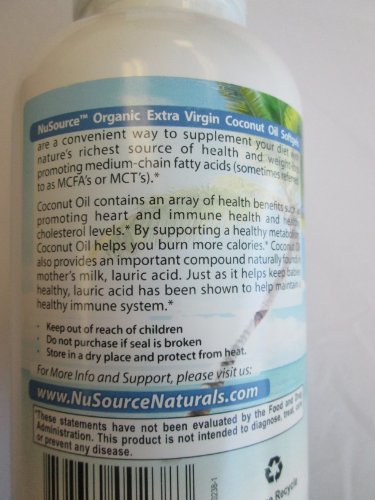 NuSource™ Organic Extra Virgin Coconut Oil Softgels
are a convenient way to supplement your diet with
nature's richest source of health and weight-loss
promoting medium-chain fatty acids (sometimes referred
to as MCFA's or MCT's).*
Coconut Oil contains an array of health benefits such as
promoting heart and immune health and healthy
cholesterol levels.* By supporting a healthy metabolism
Coconut Oil helps you burn more calories.* Coconut Oil
also provides an important compound naturally found in
mother's milk, lauric acid. Just as it helps keep babies
healthy, lauric acid has been shown to help maintain a
healthy immune system.*
• Keep out of reach of children
• Do not purchase if seal is broken
• Store in a dry place and protect from heat.
For More Info and Support, please visit us:
www.NuSourceNaturals.com
*These statements have not been evaluated by the Food and Drug
Administration. This product is not intended to diagnose, treat, cure
or prevent any disease.
Recycle